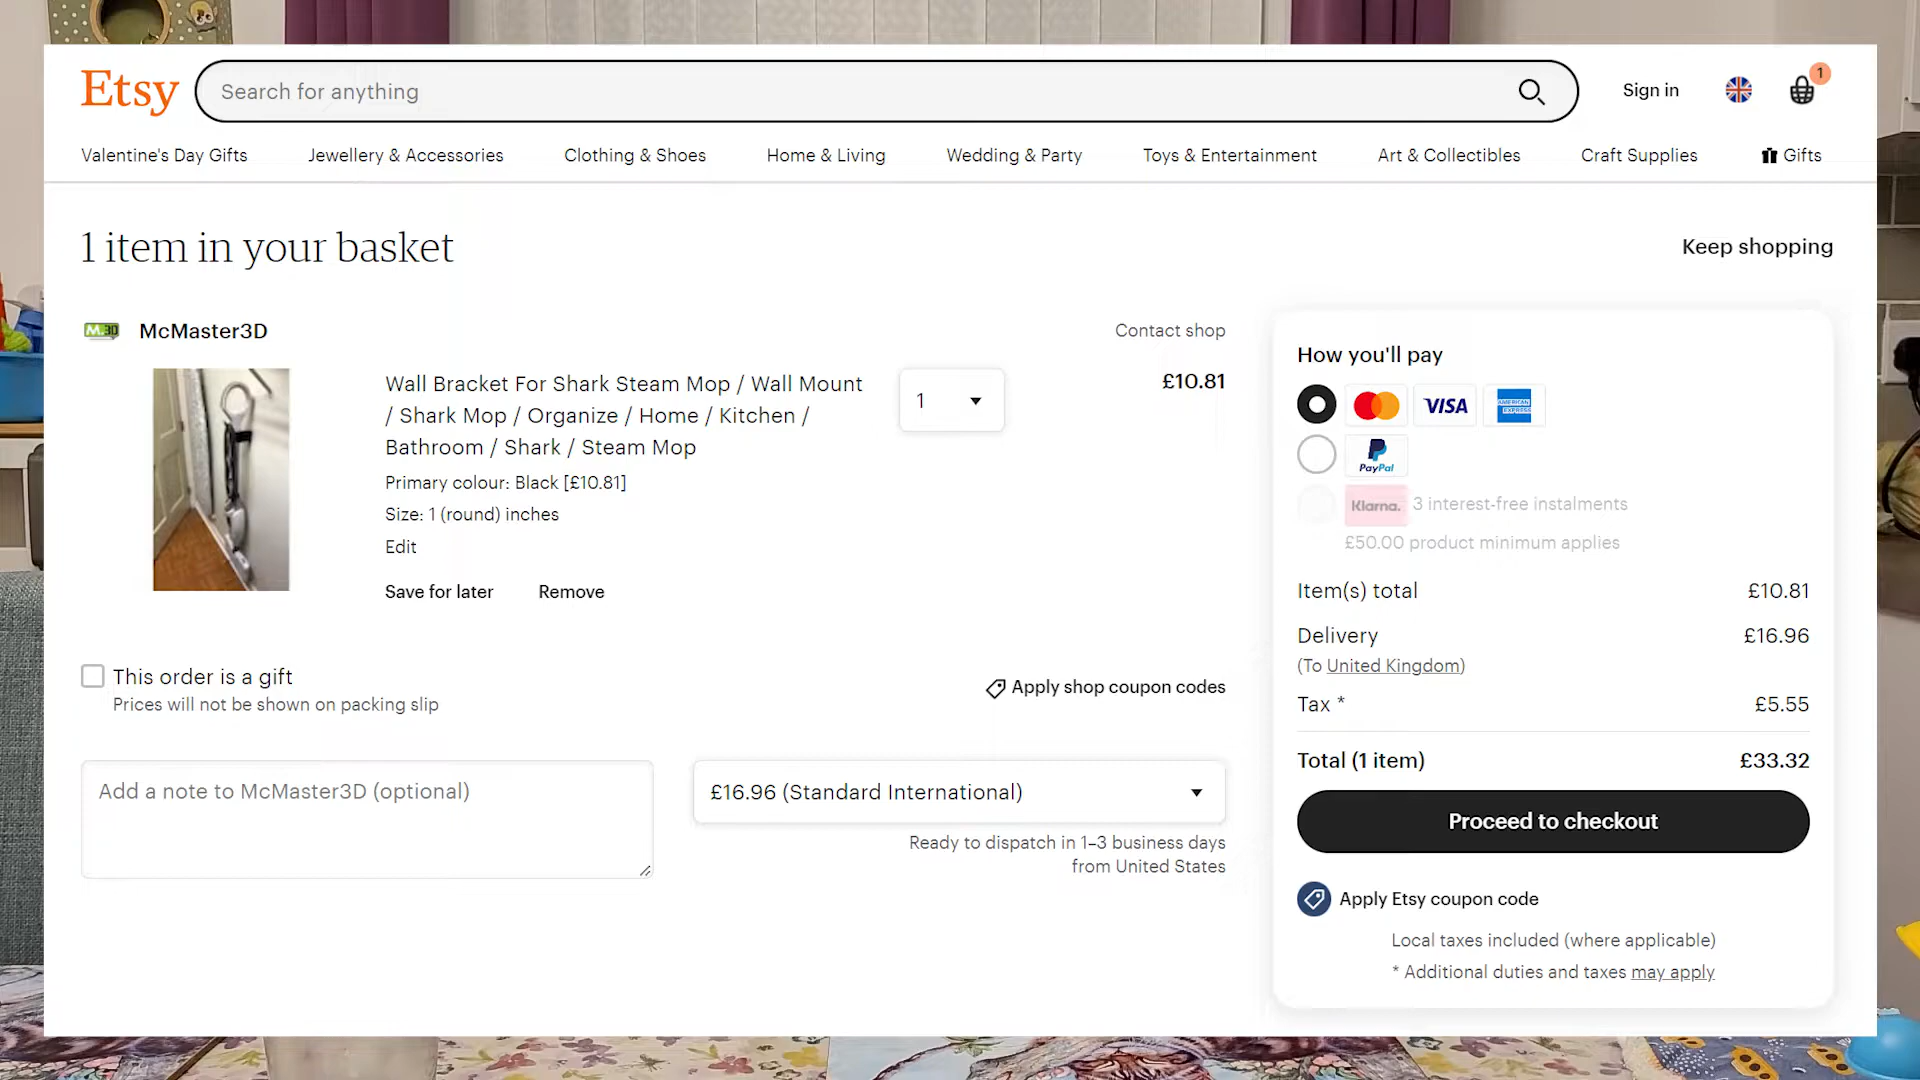 Etsy
Search for anything
Sign in
1
Valentine's Day Gifts
Jewellery & Accessories
Clothing & Shoes
Home & Living
Wedding & Party
Toys & Entertainment
Art & Collectibles
Craft Supplies
Gifts
1 item in your basket
Keep shopping
M.3D
McMaster3D
Contact shop
Wall Bracket For Shark Steam Mop / Wall Mount
/ Shark Mop / Organize / Home / Kitchen /
Bathroom / Shark / Steam Mop
Primary colour: Black [£10.81]
Size: 1 (round) inches
Edit
Save for later
Remove
1
£10.81
This order is a gift
Prices will not be shown on packing slip
Apply shop coupon codes
Add a note to McMaster3D (optional)
£16.96 (Standard International)
Ready to dispatch in 1–3 business days
from United States
How you'll pay
VISA
AMERICAN EXPRESS
PayPal
Klarna.
3 interest-free instalments
£50.00 product minimum applies
Item(s) total £10.81
Delivery £16.96
(To United Kingdom)
Tax * £5.55
Total (1 item) £33.32
Proceed to checkout
Apply Etsy coupon code
Local taxes included (where applicable)
* Additional duties and taxes may apply